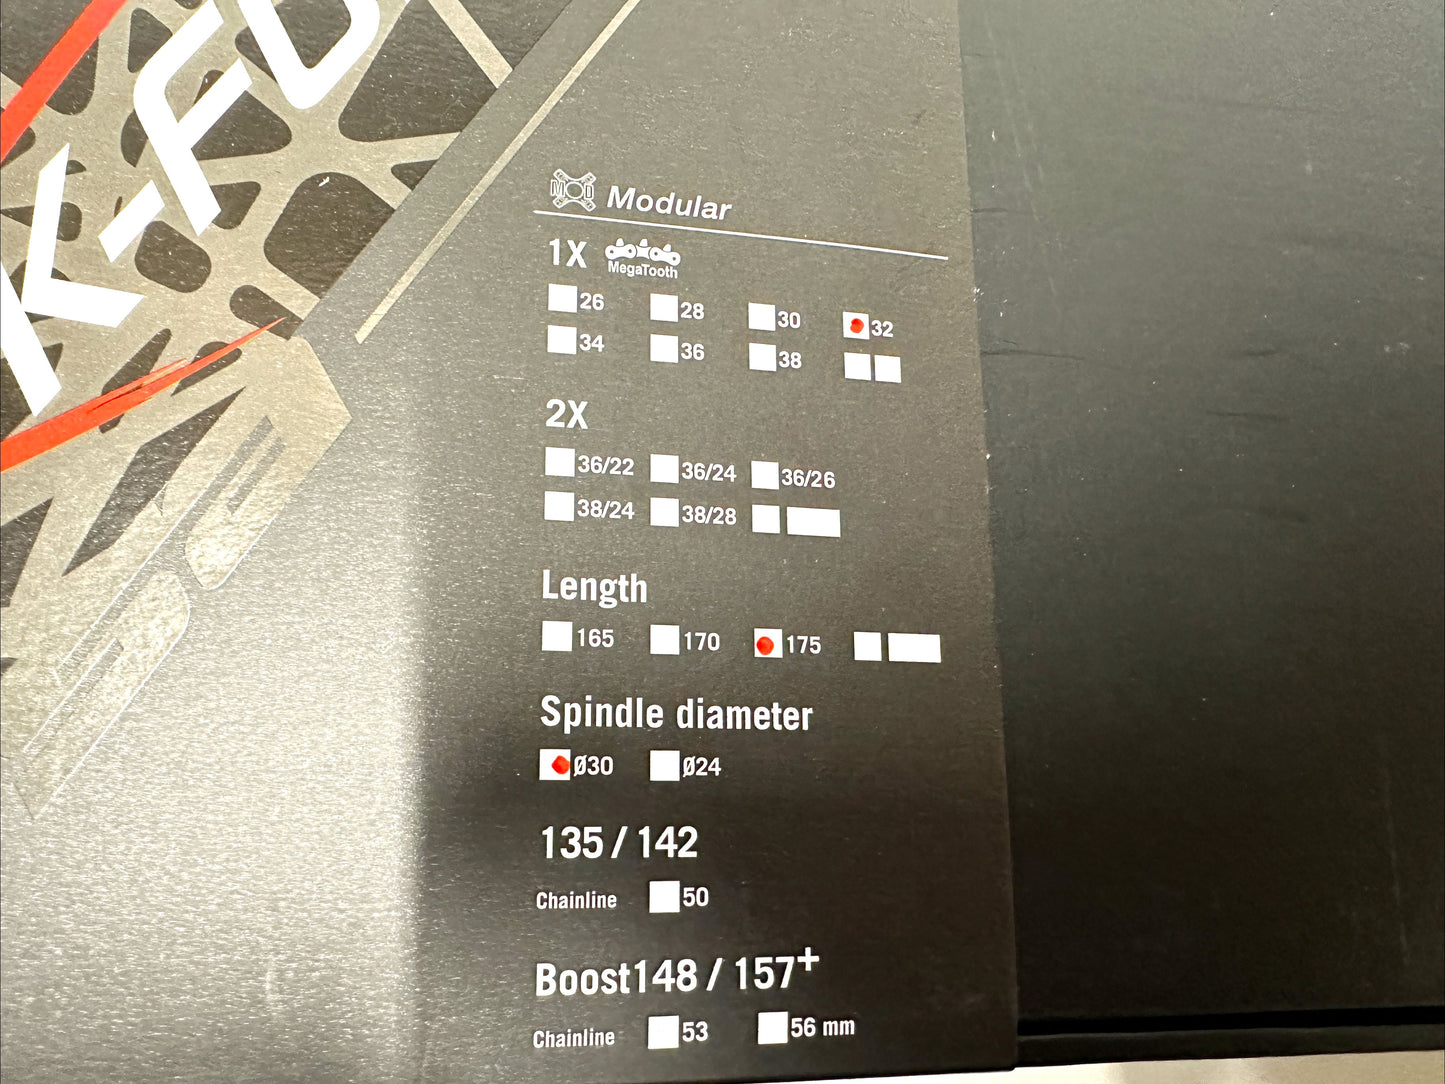 K-FO
MOD Modular
1X MegaTooth
26 28 30 32
34 36 38
2X
36/22 36/24 36/26
38/24 38/28
Length
165 170 175
Spindle diameter
Ø30 Ø24
135 / 142
Chainline 50
Boost148 / 157+
Chainline 53 56 mm